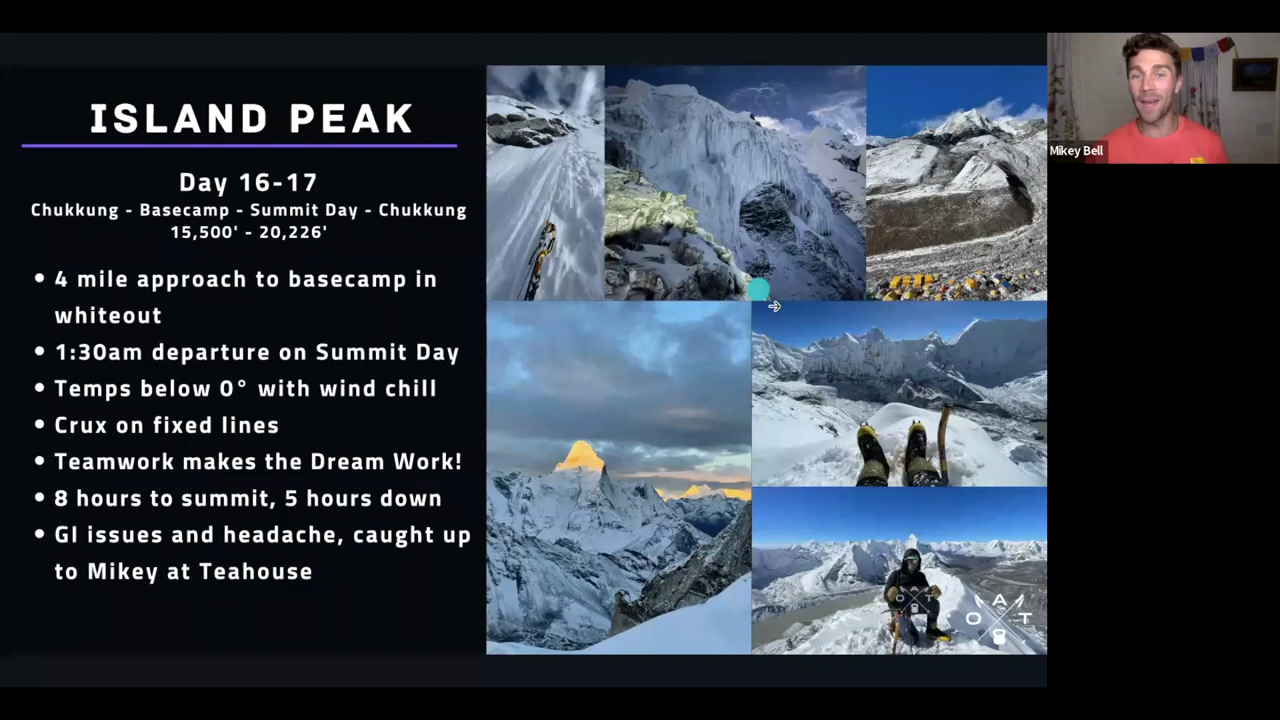 ISLAND PEAK
Day 16-17
Chukkung - Basecamp - Summit Day - Chukkung
15,500' - 20,226'
• 4 mile approach to basecamp in
whiteout
• 1:30am departure on Summit Day
• Temps below 0° with wind chill
• Crux on fixed lines
• Teamwork makes the Dream Work!
• 8 hours to summit, 5 hours down
• GI issues and headache, caught up
to Mikey at Teahouse
Mikey Bell
O A T
O A T